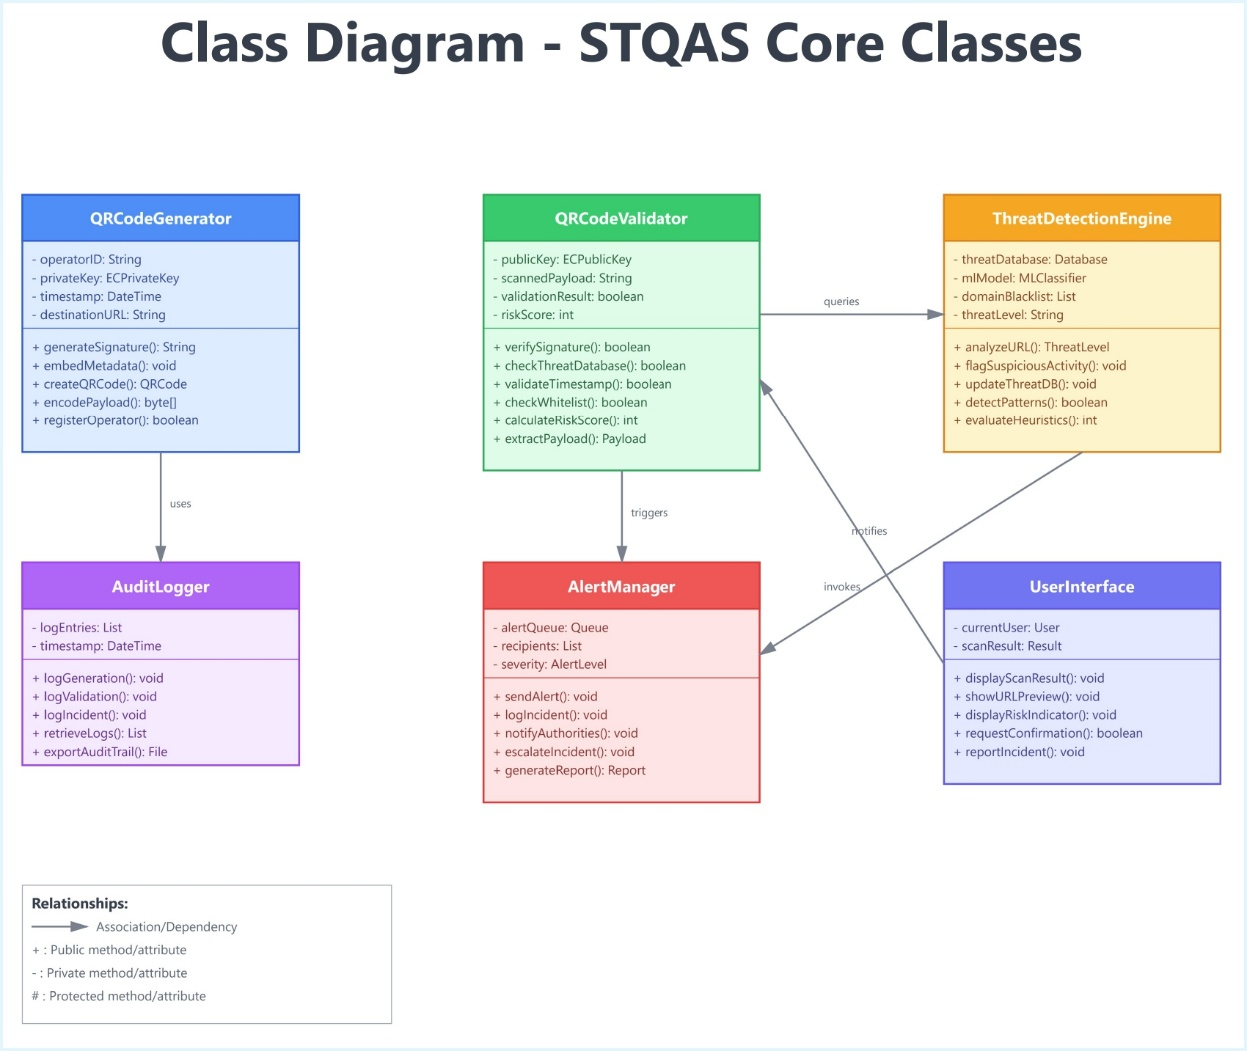 Class Diagram - STQAS Core Classes
QRCodeGenerator
- operatorID: String
- privateKey: ECPrivateKey
- timestamp: DateTime
- destinationURL: String
+ generateSignature(): String
+ embedMetadata(): void
+ createQRCode(): QRCode
+ encodePayload(): byte[]
+ registerOperator(): boolean
QRCodeValidator
- publicKey: ECPublicKey
- scannedPayload: String
- validationResult: boolean
- riskScore: int
+ verifySignature(): boolean
+ checkThreatDatabase(): boolean
+ validateTimestamp(): boolean
+ checkWhitelist(): boolean
+ calculateRiskScore(): int
+ extractPayload(): Payload
queries
ThreatDetectionEngine
- threatDatabase: Database
- mlModel: MLClassifier
- domainBlacklist: List
- threatLevel: String
+ analyzeURL(): ThreatLevel
+ flagSuspiciousActivity(): void
+ updateThreatDB(): void
+ detectPatterns(): boolean
+ evaluateHeuristics(): int
uses
triggers
notifies
invokes
AuditLogger
- logEntries: List
- timestamp: DateTime
+ logGeneration(): void
+ logValidation(): void
+ logIncident(): void
+ retrieveLogs(): List
+ exportAuditTrail(): File
AlertManager
- alertQueue: Queue
- recipients: List
- severity: AlertLevel
+ sendAlert(): void
+ logIncident(): void
+ notifyAuthorities(): void
+ escalateIncident(): void
+ generateReport(): Report
UserInterface
- currentUser: User
- scanResult: Result
+ displayScanResult(): void
+ showURLPreview(): void
+ displayRiskIndicator(): void
+ requestConfirmation(): boolean
+ reportIncident(): void
Relationships:
Association/Dependency
+ : Public method/attribute
- : Private method/attribute
# : Protected method/attribute